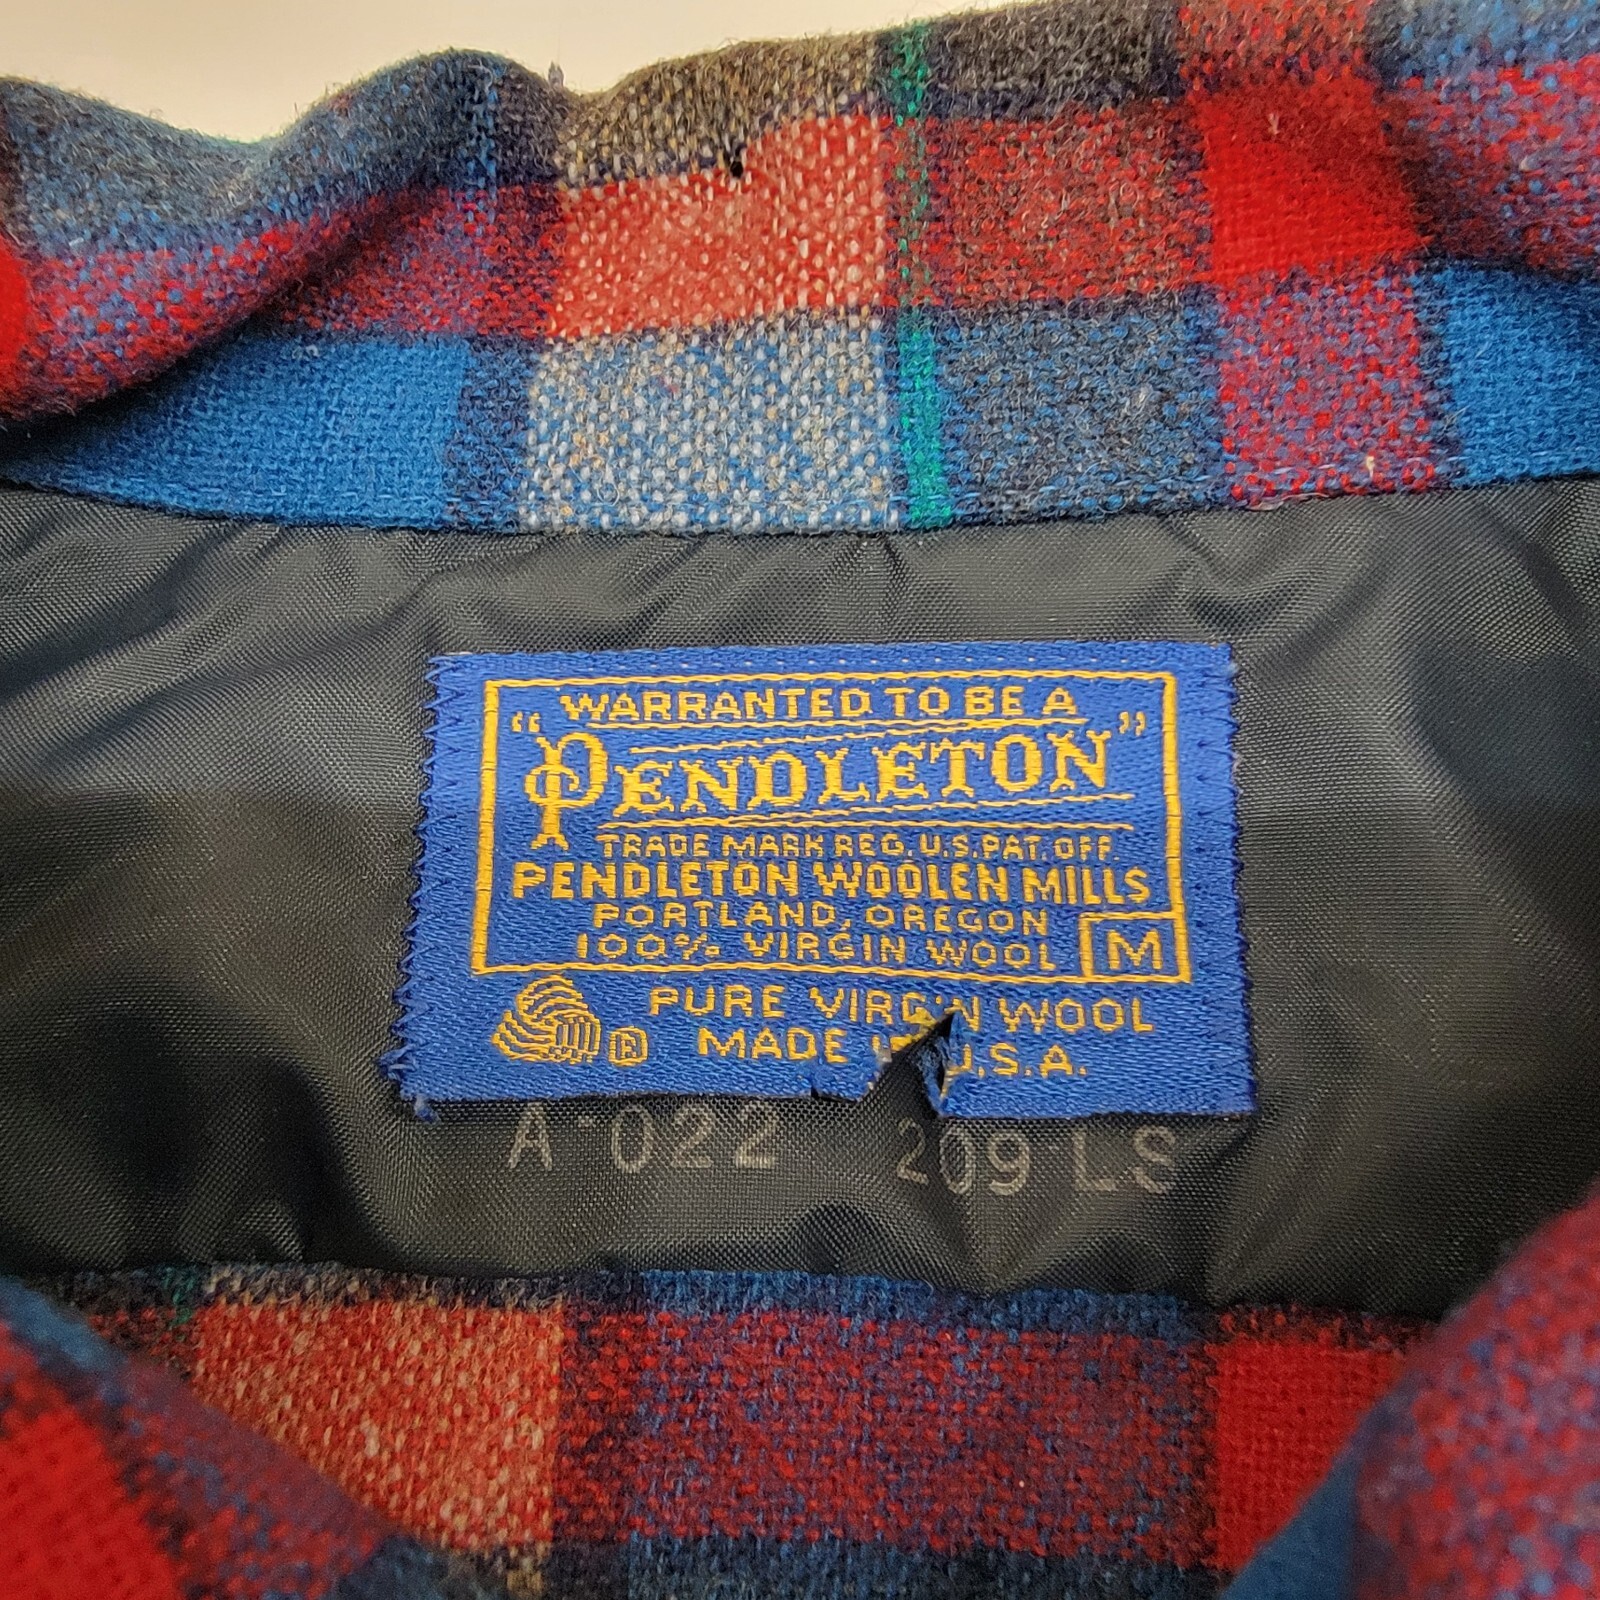 WARRANTED TO BE A
"PENDLETON"
TRADE MARK REG. U.S. PAT. OFF.
PENDLETON WOOLEN MILLS
PORTLAND, OREGON
100% VIRGIN WOOL M
PURE VIRGIN WOOL
R MADE U.S.A.
A·022 209 LS